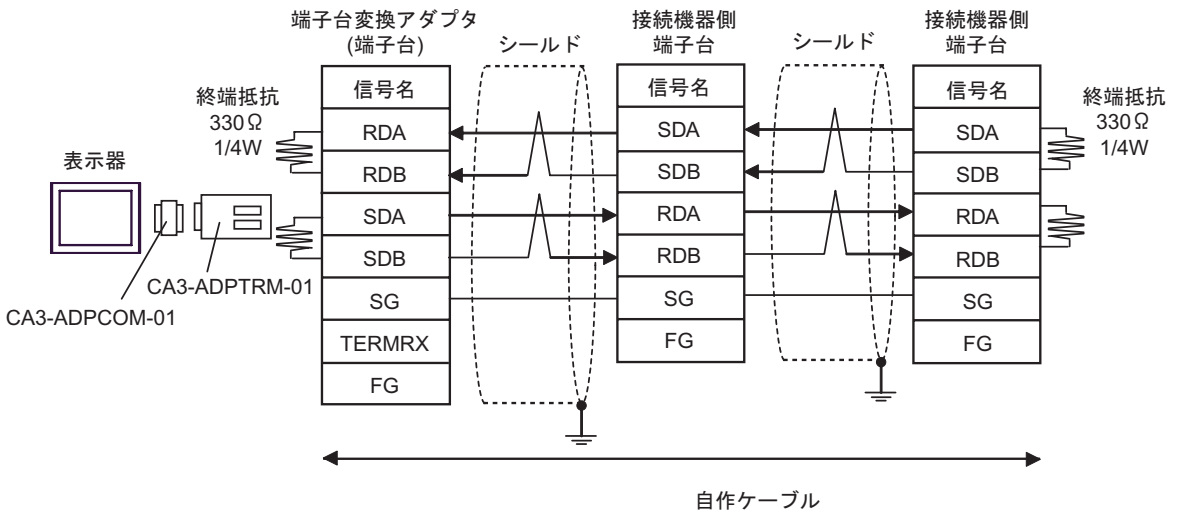 端子台変換アダプタ
(端子台)
シールド
接続機器側
端子台
シールド
接続機器側
端子台
終端抵抗
330Ω
1/4W
表示器
CA3-ADPCOM-01
CA3-ADPTRM-01
信号名
RDA
RDB
SDA
SDB
SG
TERMRX
FG
信号名
SDA
SDB
RDA
RDB
SG
FG
信号名
SDA
SDB
RDA
RDB
SG
FG
終端抵抗
330Ω
1/4W
自作ケーブル